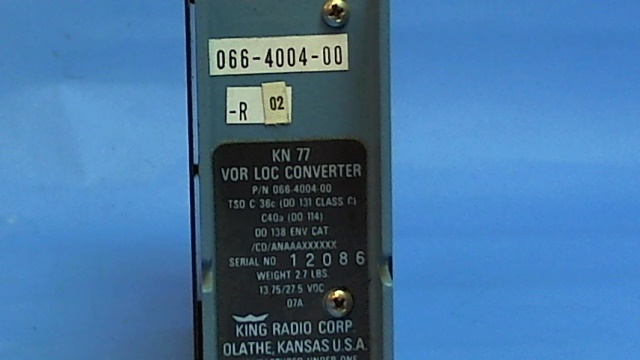 066-4004-00
-R 02
KN 77
VOR LOC CONVERTER
P/N 066-4004-00
TSO C 36c (DO 131 CLASS C)
C40a (DO 114)
DO 138 ENV CAT
/CD/ANAAAXXXXXX
SERIAL NO. 12086
WEIGHT 2.7 LBS.
13.75/27.5 VDC
07A
KING RADIO CORP.
OLATHE, KANSAS U.S.A.